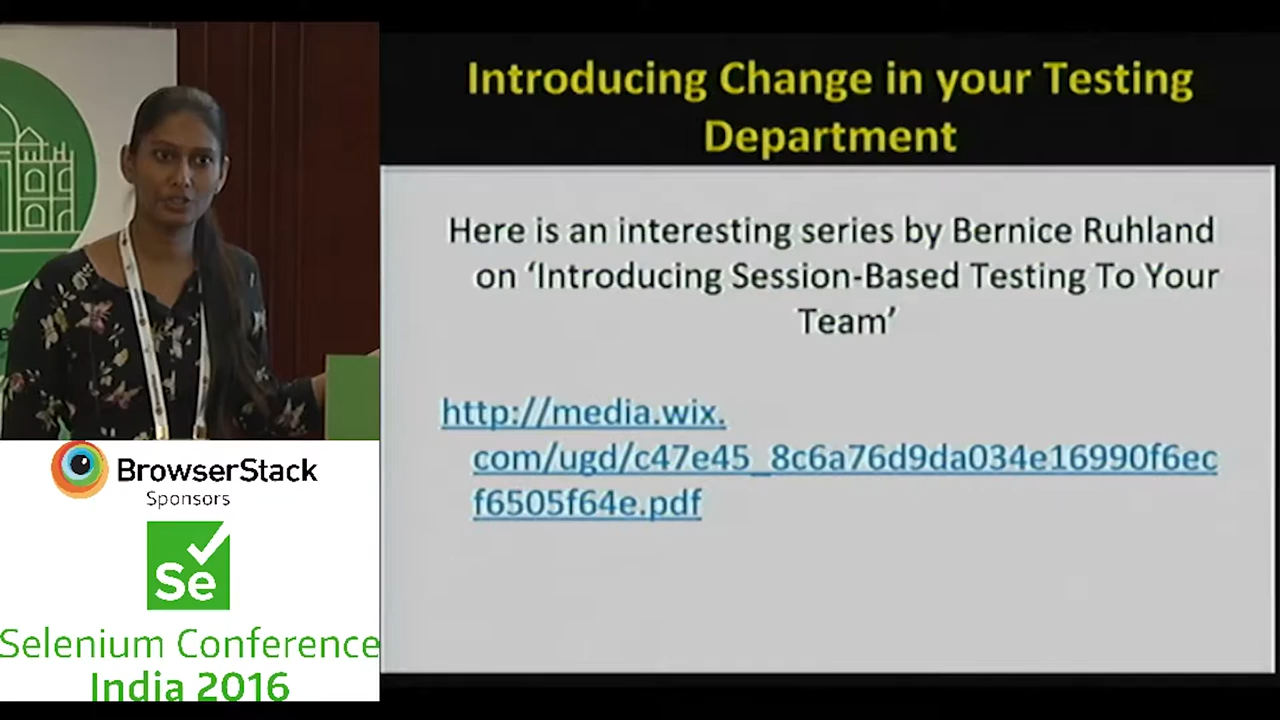 Introducing Change in your Testing
Department
Here is an interesting series by Bernice Ruhland
on ‘Introducing Session-Based Testing To Your
Team’
http://media.wix.
com/ugd/c47e45_8c6a76d9da034e16990f6ec
f6505f64e.pdf
BrowserStack
Sponsors
Se
Selenium Conference
India 2016